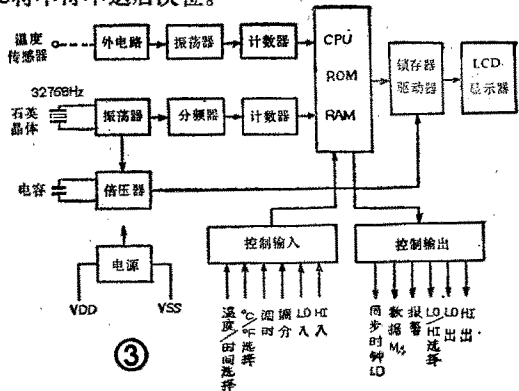 温度
传感器
外电路
振荡器
计数器
CPU
ROM
RAM
锁存器
驱动器
LCD
显示器
32768Hz
石英
晶体
振荡器
分频器
计数器
电容
倍压器
电源
VDD
VSS
控制输入
控制输出
温度/时间选择
°C/°F选择
调时
调分
LO入
HI入
同步时钟LD
数据M
报警
LO/HI选择
LO出
HI出
③